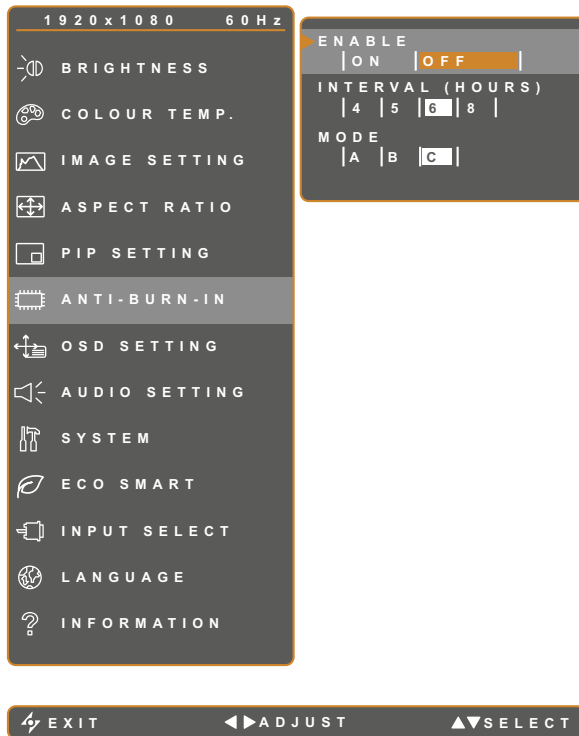 1920x1080 60Hz
BRIGHTNESS
COLOUR TEMP.
IMAGE SETTING
ASPECT RATIO
PIP SETTING
ANTI-BURN-IN
OSD SETTING
AUDIO SETTING
SYSTEM
ECO SMART
INPUT SELECT
LANGUAGE
INFORMATION
ENABLE
ON OFF
INTERVAL (HOURS)
4 5 6 8
MODE
A B C
EXIT ADJUST SELECT